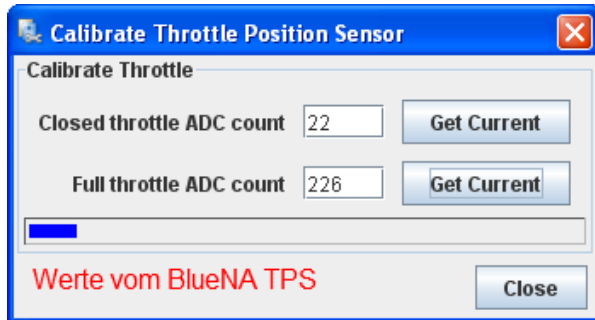 Calibrate Throttle Position Sensor
Calibrate Throttle
Closed throttle ADC count 22 Get Current
Full throttle ADC count 226 Get Current
Werte vom BlueNA TPS
Close